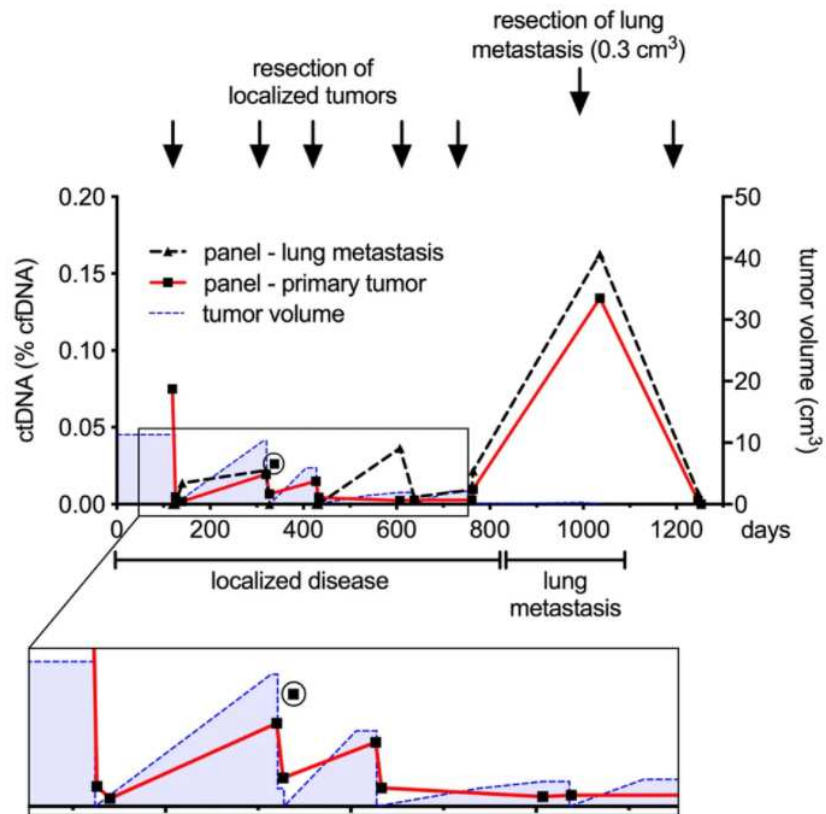 resection of lung
metastasis (0.3 cm³)
resection of
localized tumors
0.20
0.15
0.10
0.05
0.00
ctDNA (% cfDNA)
panel - lung metastasis
panel - primary tumor
tumor volume
50
40
30
20
10
0
tumor volume (cm³)
0 200 400 600 800 1000 1200 days
localized disease
lung
metastasis